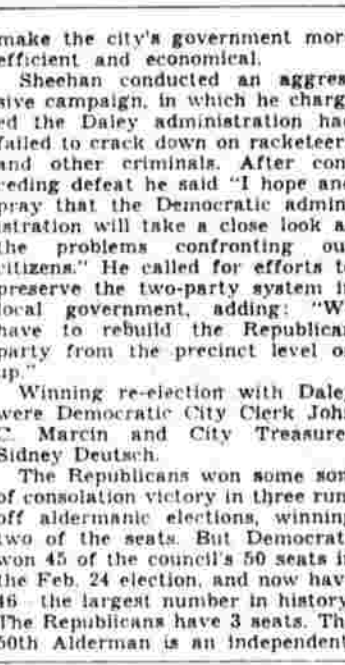 make the city's government mor
efficient and economical.
Sheehan conducted an aggres
sive campaign, in which he charg
ed the Daley administration had
failed to crack down on racketeer
and other criminals. After con
ceding defeat he said "I hope and
pray that the Democratic admin
istration will take a close look a
the problems confronting ou
citizens." He called for efforts t
preserve the two-party system i
local government, adding: "W
have to rebuild the Republica
party from the precinct level o
up."
Winning re-election with Dale
were Democratic City Clerk Joh
C. Marcin and City Treasure
Sidney Deutsch.
The Republicans won some sor
of consolation victory in three run
off aldermanic elections, winnin
two of the seats. But Democrat
won 45 of the council's 50 seats i
the Feb. 24 election, and now hav
46 the largest number in history
The Republicans have 3 seats. Th
50th Alderman is an independent